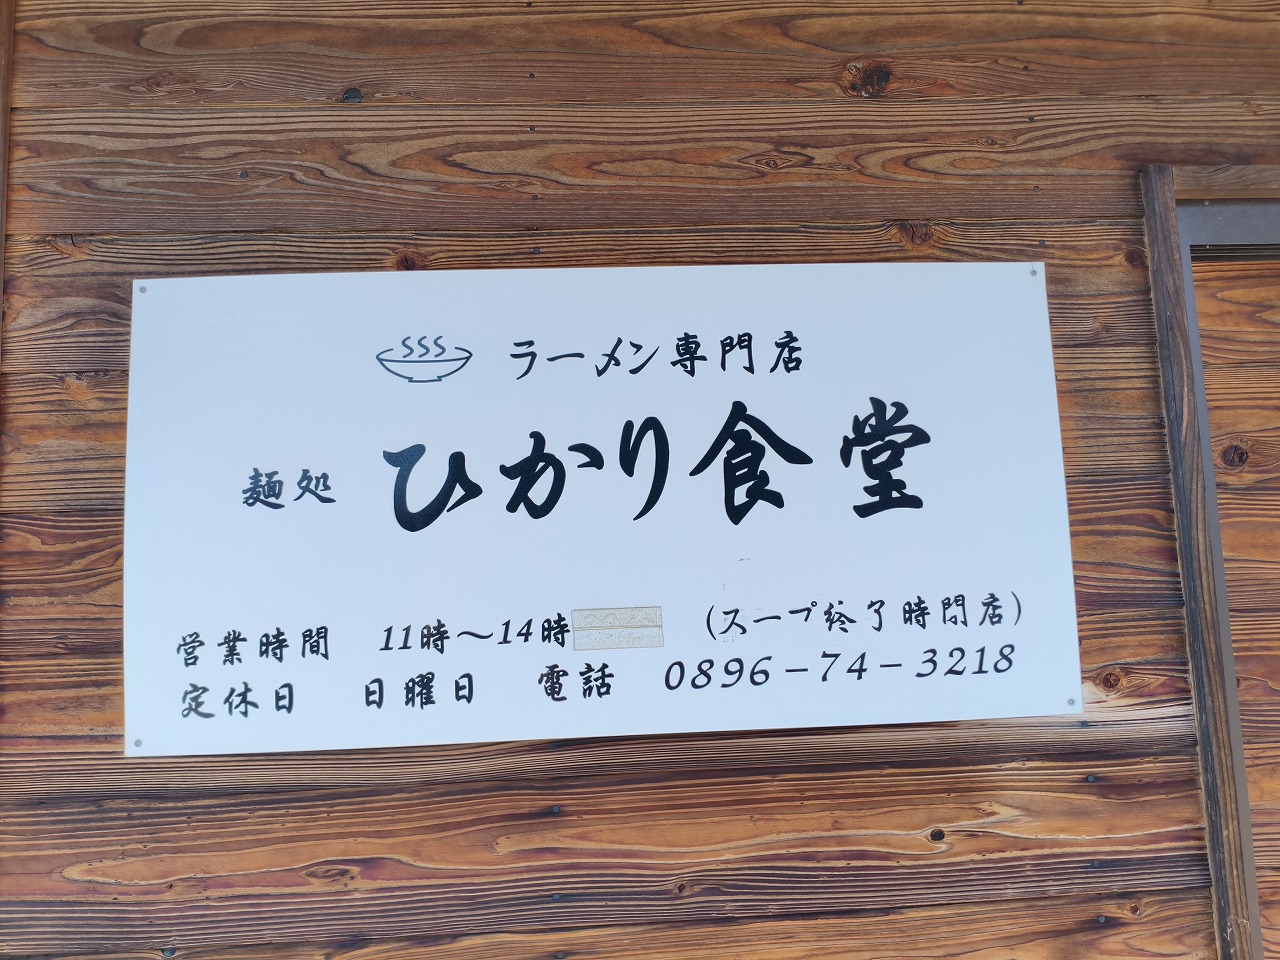 ラーメン専門店
麺処 ひかり食堂
営業時間 11時～14時 (スープ終了時閉店)
定休日 日曜日 電話 0896－74－3218